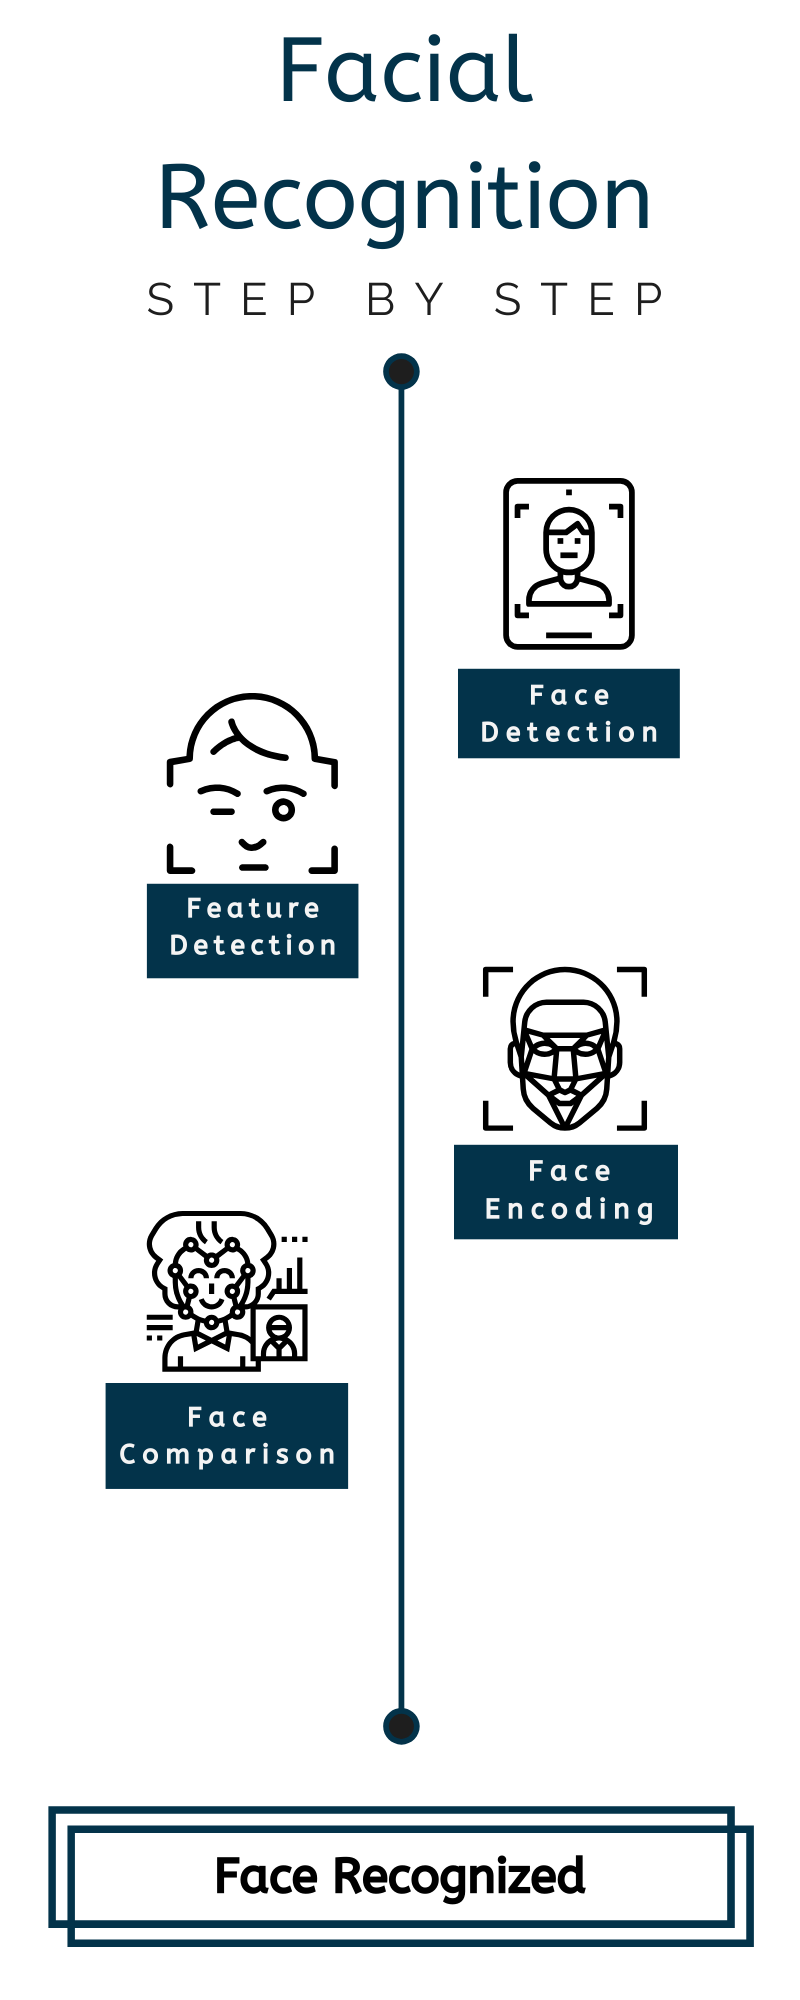 Facial
Recognition
STEP BY STEP
Face
Detection
Feature
Detection
Face
Encoding
Face
Comparison
Face Recognized